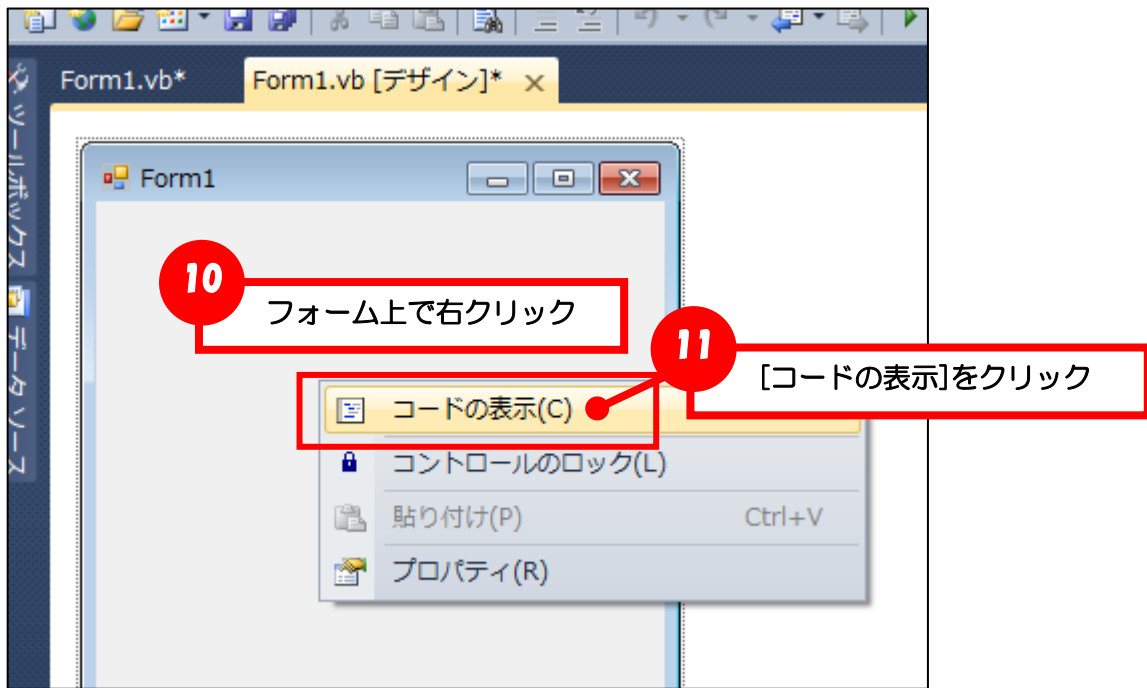 Form1.vb*
Form1.vb [デザイン]*
ツールボックス
データ ソース
Form1
10
フォーム上で右クリック
11
[コードの表示]をクリック
コードの表示(C)
コントロールのロック(L)
貼り付け(P) Ctrl+V
プロパティ(R)